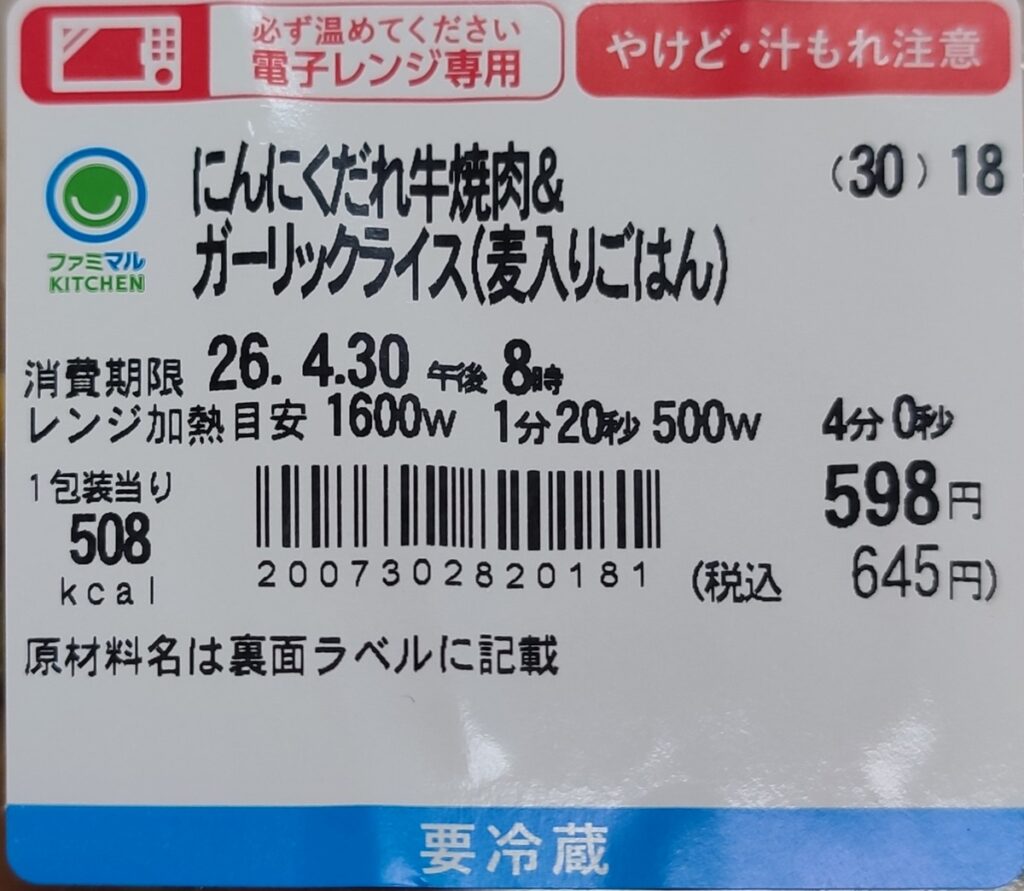 必ず温めてください
電子レンジ専用
やけど・汁もれ注意
ファミマル
KITCHEN
にんにくだれ牛焼肉&
ガーリックライス(麦入りごはん)
(30) 18
消費期限 26. 4.30 午後 8時
レンジ加熱目安 1600w 1分20秒 500w 4分 0秒
1包装当り
508
kcal
2007302820181
598円
(税込 645円)
原材料名は裏面ラベルに記載
要冷蔵